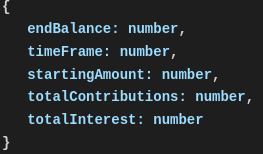 {
endBalance: number,
timeFrame: number,
startingAmount: number,
totalContributions: number,
totalInterest: number
}